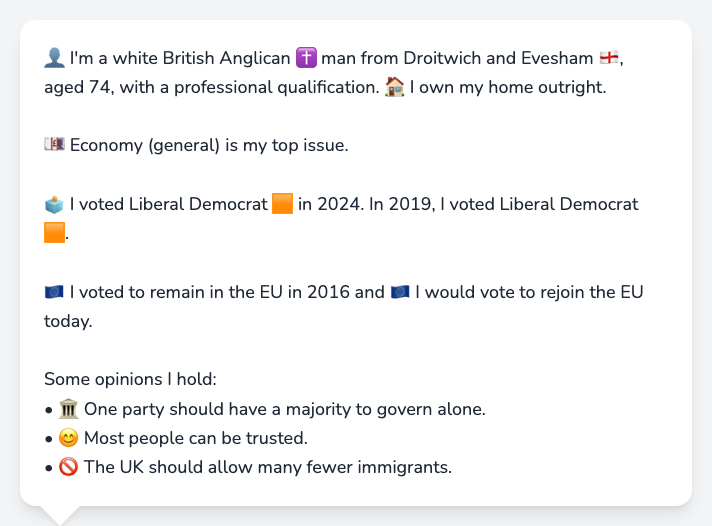 👤 I'm a white British Anglican ✝️ man from Droitwich and Evesham 🏴󠁧󠁢󠁥󠁮󠁧󠁿,
aged 74, with a professional qualification. 🏠 I own my home outright.
💷 Economy (general) is my top issue.
🗳️ I voted Liberal Democrat 🟧 in 2024. In 2019, I voted Liberal Democrat
🟧.
🇪🇺 I voted to remain in the EU in 2016 and 🇪🇺 I would vote to rejoin the EU
today.
Some opinions I hold:
• 🏛️ One party should have a majority to govern alone.
• 😊 Most people can be trusted.
• 🚫 The UK should allow many fewer immigrants.